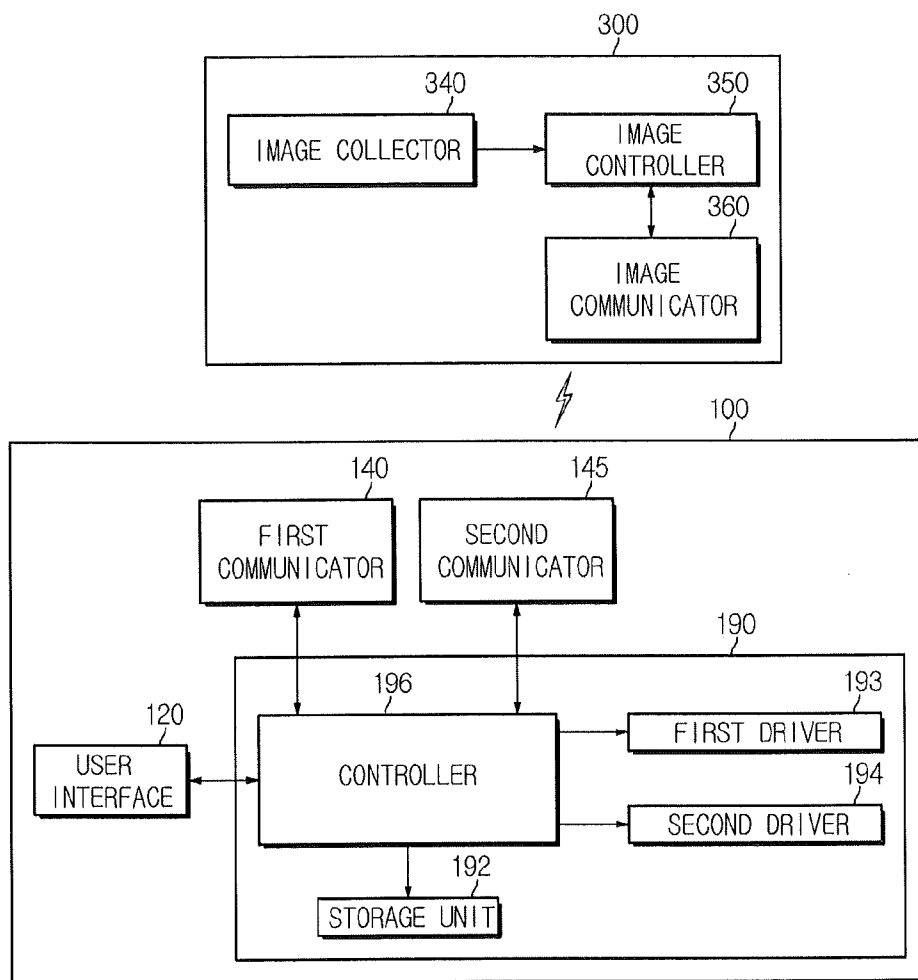 300
340
350
IMAGE COLLECTOR
IMAGE
CONTROLLER
360
IMAGE
COMMUNICATOR
100
140
145
FIRST
COMMUNICATOR
SECOND
COMMUNICATOR
190
196
193
120
FIRST DRIVER
USER
INTERFACE
CONTROLLER
194
SECOND DRIVER
192
STORAGE UNIT